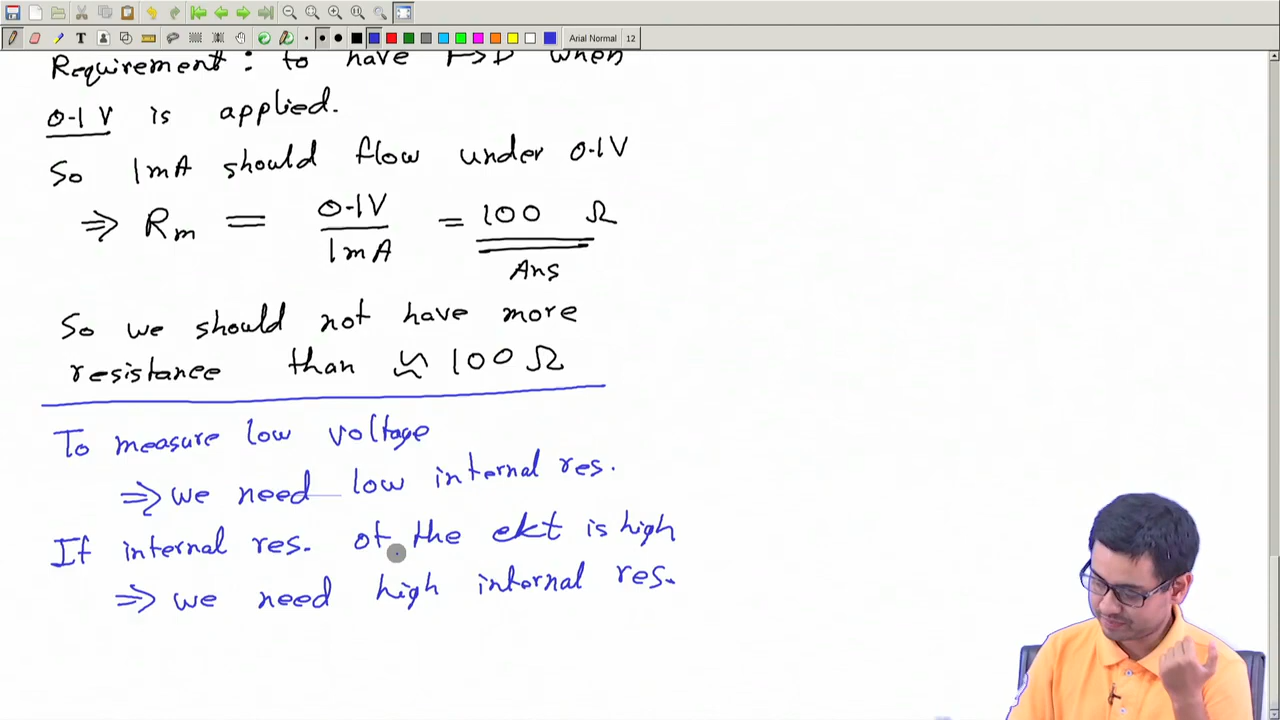 Arial Normal 12
Requirement : to have FSD when
0.1 V is applied.
So 1mA should flow under 0.1V
⇒ Rm = 0.1V / 1mA = 100 Ω
Ans
So we should not have more
resistance than ≈ 100 Ω
To measure low voltage
⇒ we need low internal res.
If internal res. of the ckt is high
⇒ we need high internal res.